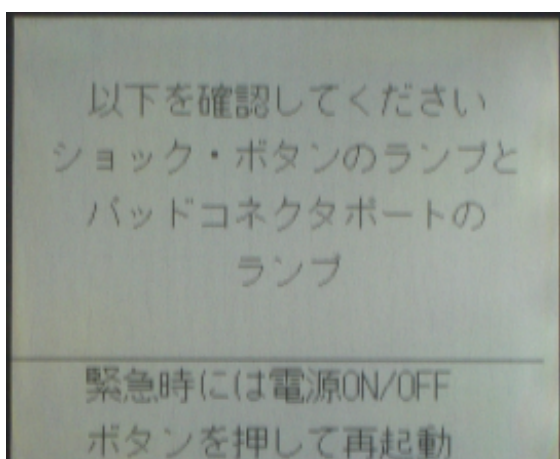 以下を確認してください
ショック・ボタンのランプと
パッドコネクタポートの
ランプ
緊急時には電源ON/OFF
ボタンを押して再起動